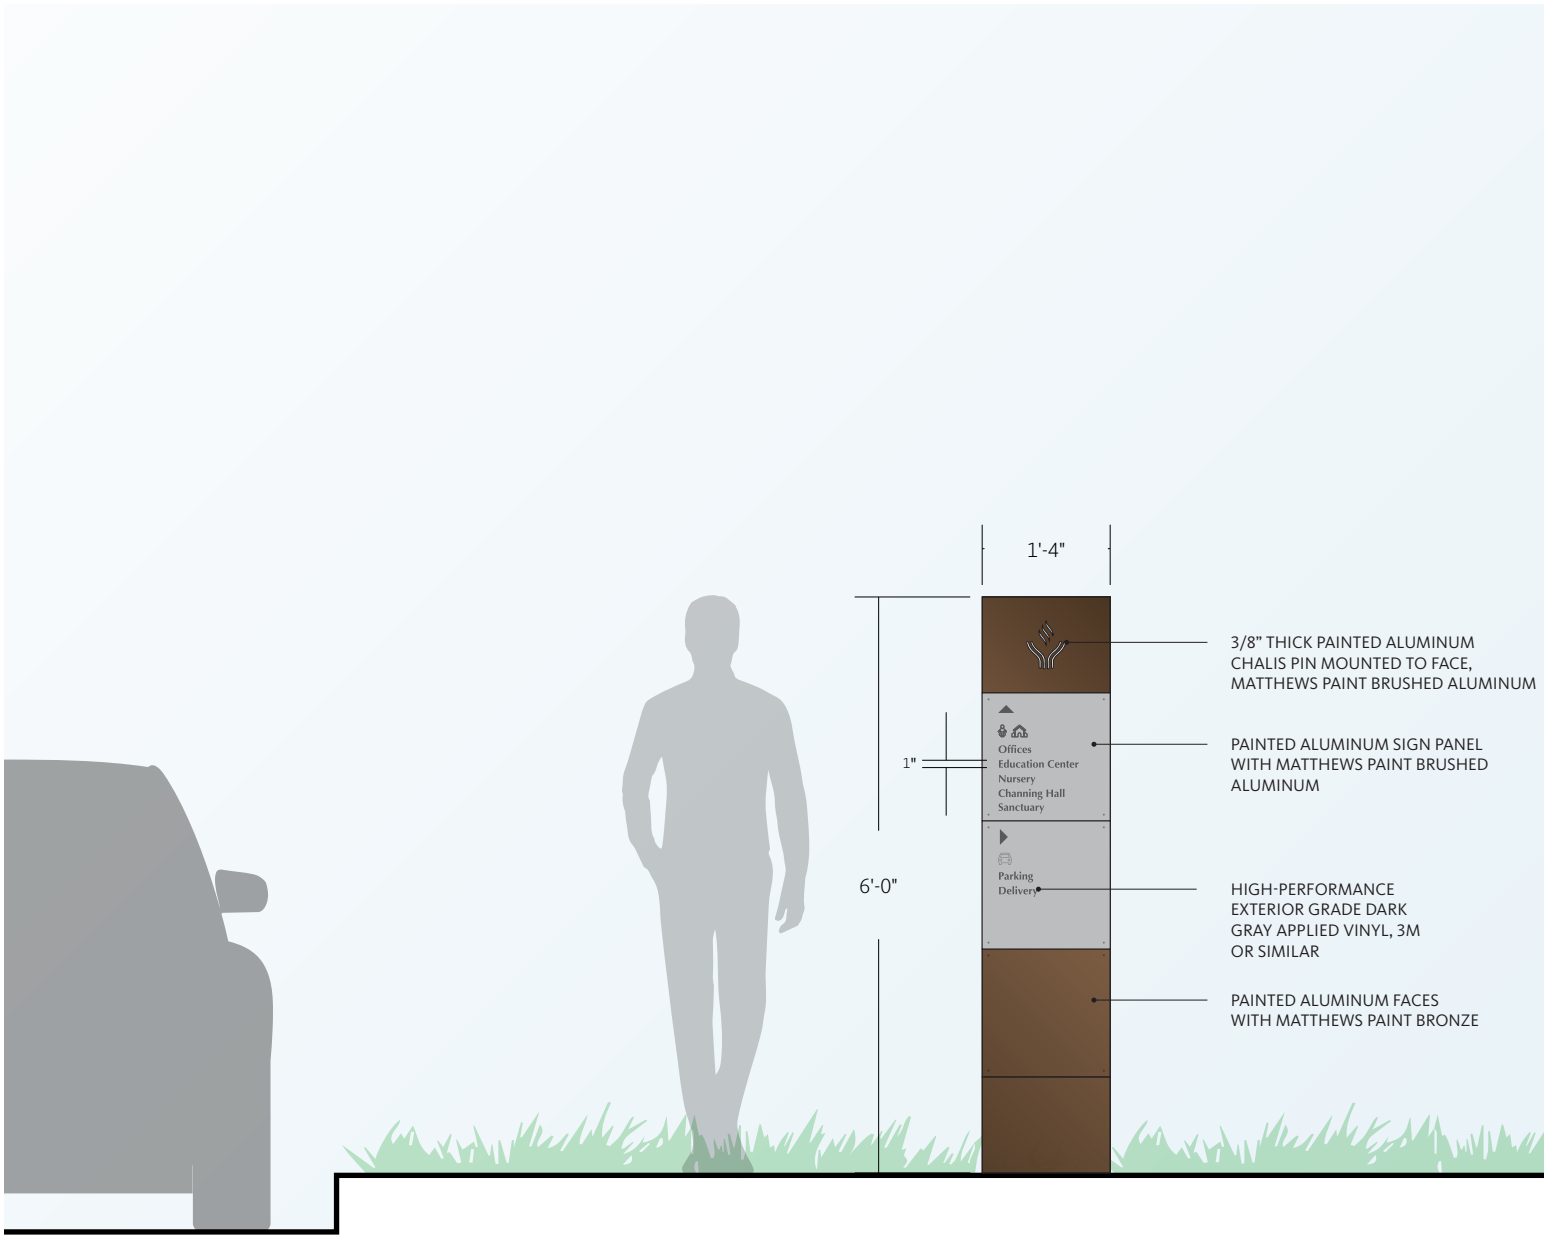 1'-4"
3/8” THICK PAINTED ALUMINUM
CHALIS PIN MOUNTED TO FACE,
MATTHEWS PAINT BRUSHED ALUMINUM
PAINTED ALUMINUM SIGN PANEL
WITH MATTHEWS PAINT BRUSHED
ALUMINUM
1"
Offices
Education Center
Nursery
Channing Hall
Sanctuary
6'-0"
Parking
Delivery
HIGH-PERFORMANCE
EXTERIOR GRADE DARK
GRAY APPLIED VINYL, 3M
OR SIMILAR
PAINTED ALUMINUM FACES
WITH MATTHEWS PAINT BRONZE